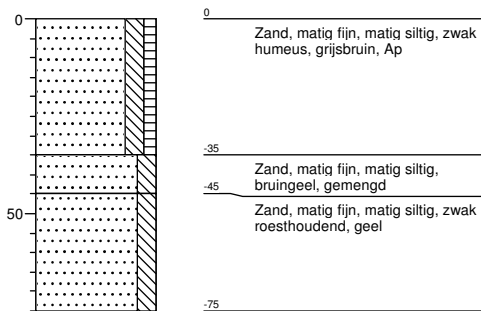 0
0
Zand, matig fijn, matig siltig, zwak
humeus, grijsbruin, Ap
-35
Zand, matig fijn, matig siltig,
bruingeel, gemengd
-45
50
Zand, matig fijn, matig siltig, zwak
roesthoudend, geel
-75